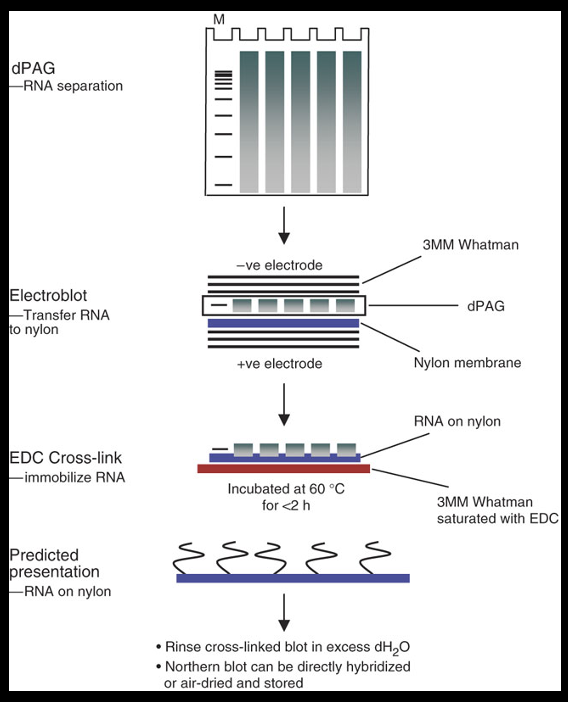 M
dPAG
—RNA separation
3MM Whatman
–ve electrode
Electroblot
—Transfer RNA
to nylon
dPAG
+ve electrode
Nylon membrane
RNA on nylon
EDC Cross-link
—immobilize RNA
Incubated at 60 °C
for <2 h
3MM Whatman
saturated with EDC
Predicted
presentation
—RNA on nylon
• Rinse cross-linked blot in excess dH₂O
• Northern blot can be directly hybridized
or air-dried and stored